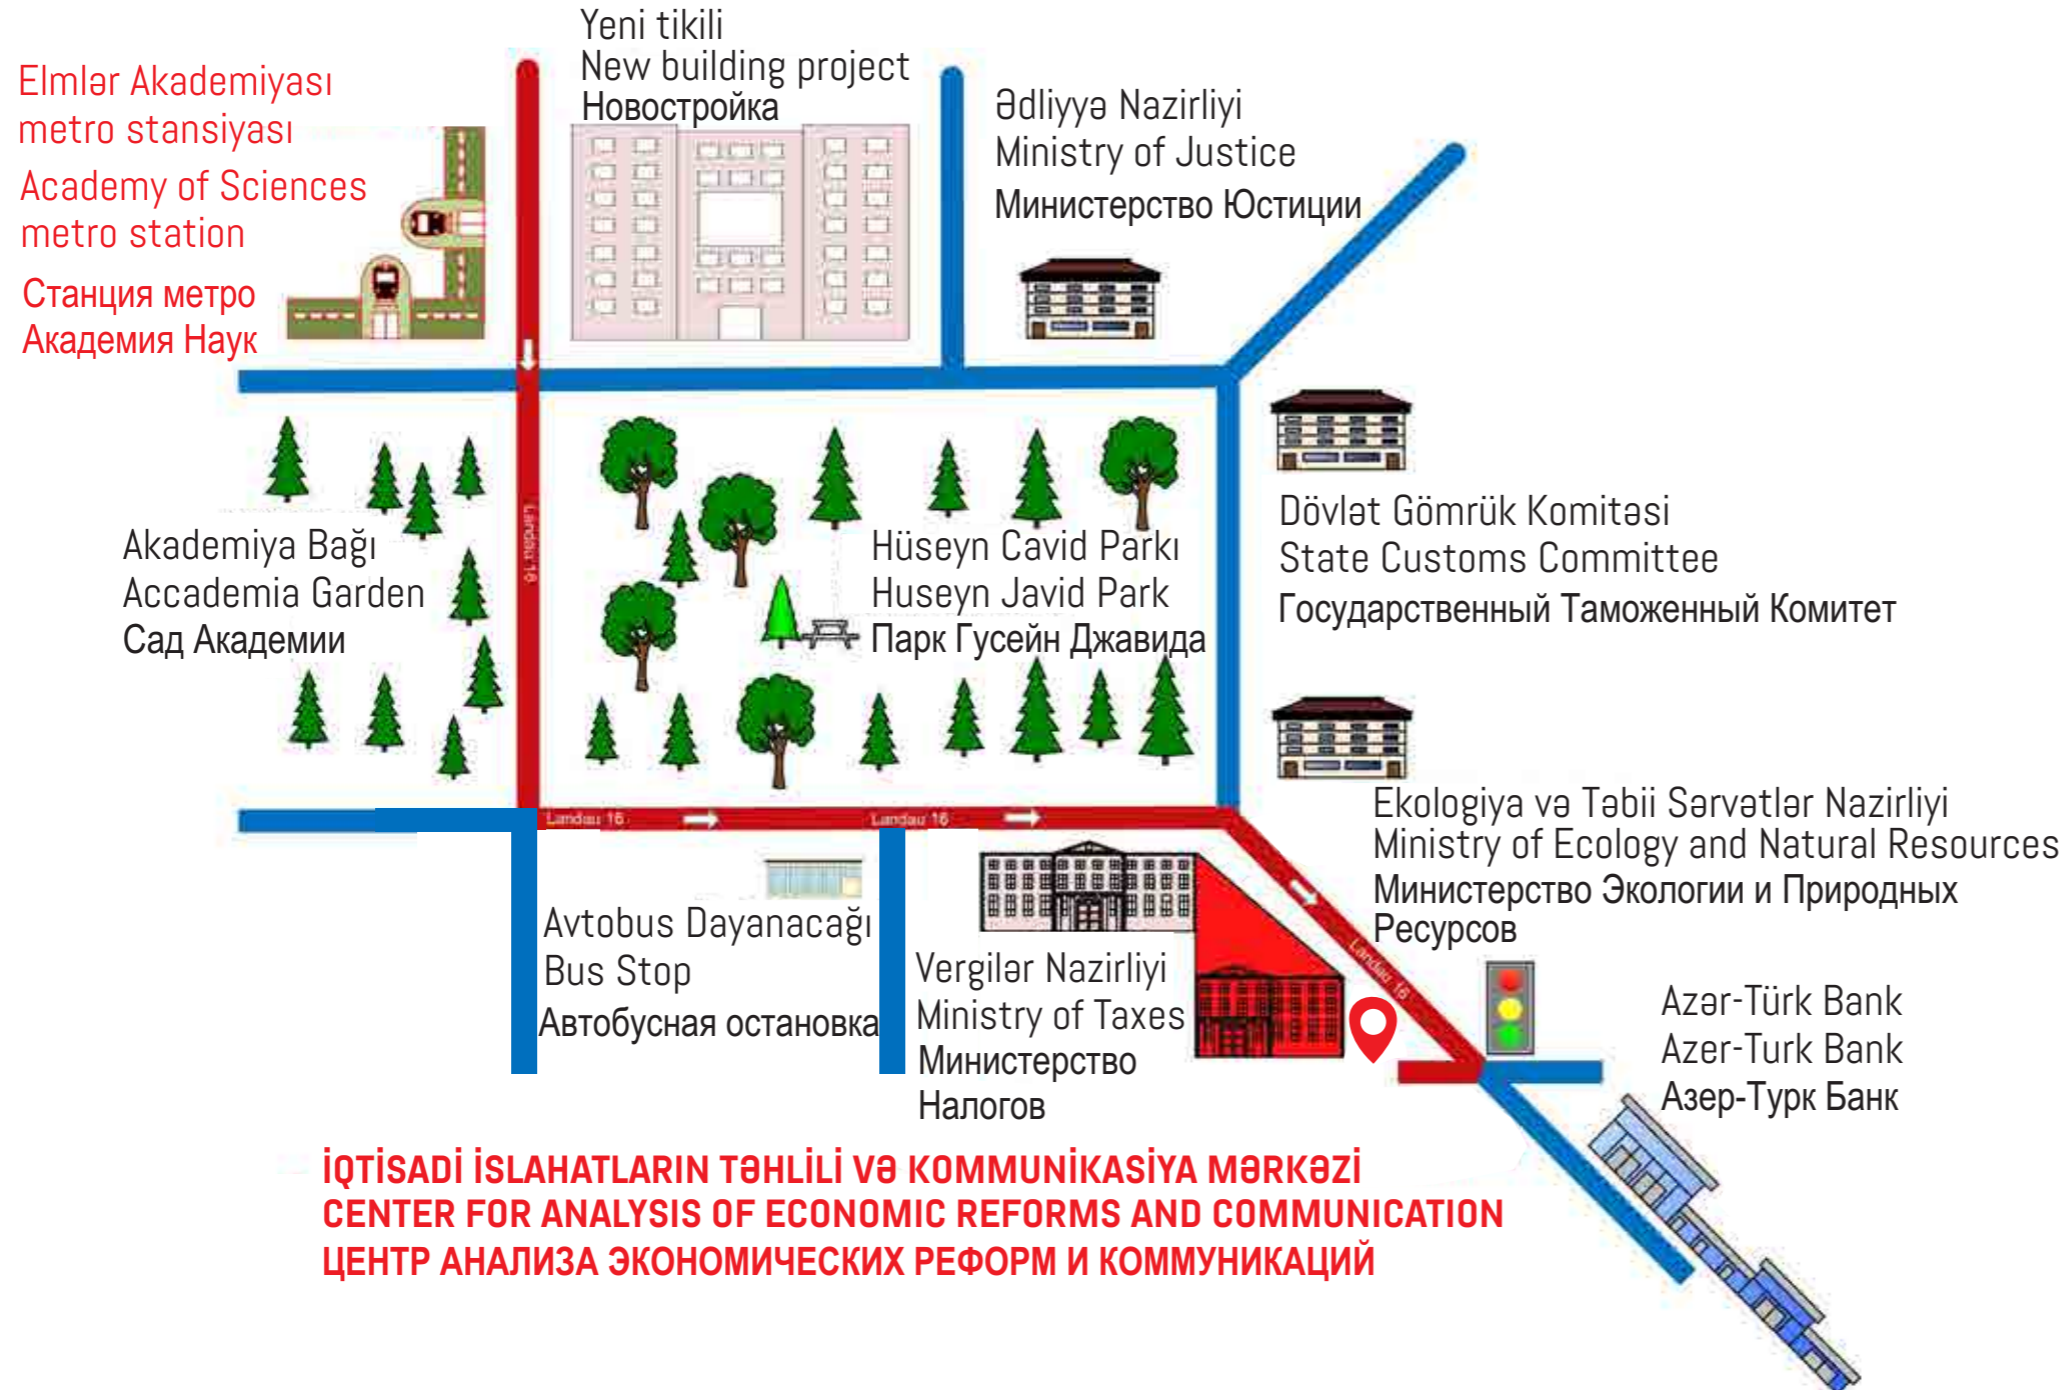 Yeni tikili
New building project
Новостройка
Elmlər Akademiyası
metro stansiyası
Academy of Sciences
metro station
Станция метро
Академия Наук
Ədliyyə Nazirliyi
Ministry of Justice
Министерство Юстиции
Landau 16
Akademiya Bağı
Accademia Garden
Сад Академии
Hüseyn Cavid Parkı
Huseyn Javid Park
Парк Гусейн Джавида
Dövlət Gömrük Komitəsi
State Customs Committee
Государственный Таможенный Комитет
Landau 16
Landau 16
Ekologiya və Təbii Sərvətlər Nazirliyi
Ministry of Ecology and Natural Resources
Министерство Экологии и Природных
Ресурсов
Avtobus Dayanacağı
Bus Stop
Автобусная остановка
Vergilər Nazirliyi
Ministry of Taxes
Министерство
Налогов
Landau 16
Azər-Türk Bank
Azer-Turk Bank
Азер-Турк Банк
İQTİSADİ İSLAHATLARIN TƏHLİLİ VƏ KOMMUNİKASİYA MƏRKƏZİ
CENTER FOR ANALYSIS OF ECONOMIC REFORMS AND COMMUNICATION
ЦЕНТР АНАЛИЗА ЭКОНОМИЧЕСКИХ РЕФОРМ И КОММУНИКАЦИЙ